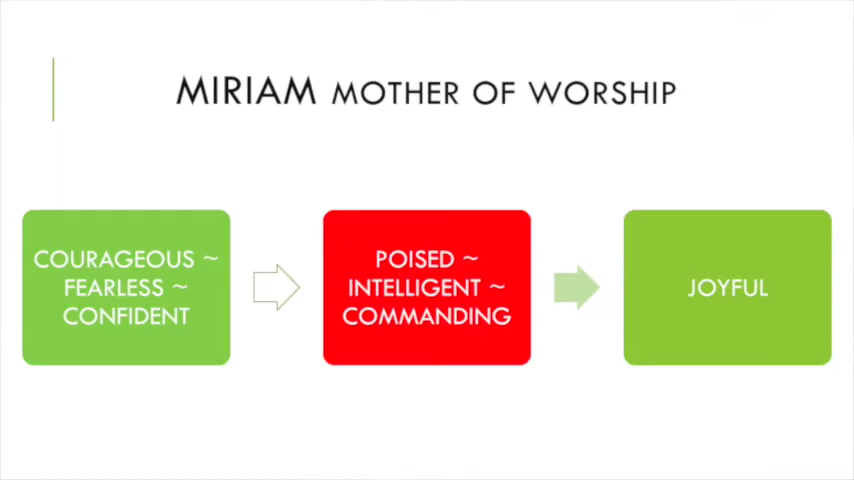 MIRIAM MOTHER OF WORSHIP
COURAGEOUS ~
FEARLESS ~
CONFIDENT
POISED ~
INTELLIGENT ~
COMMANDING
JOYFUL